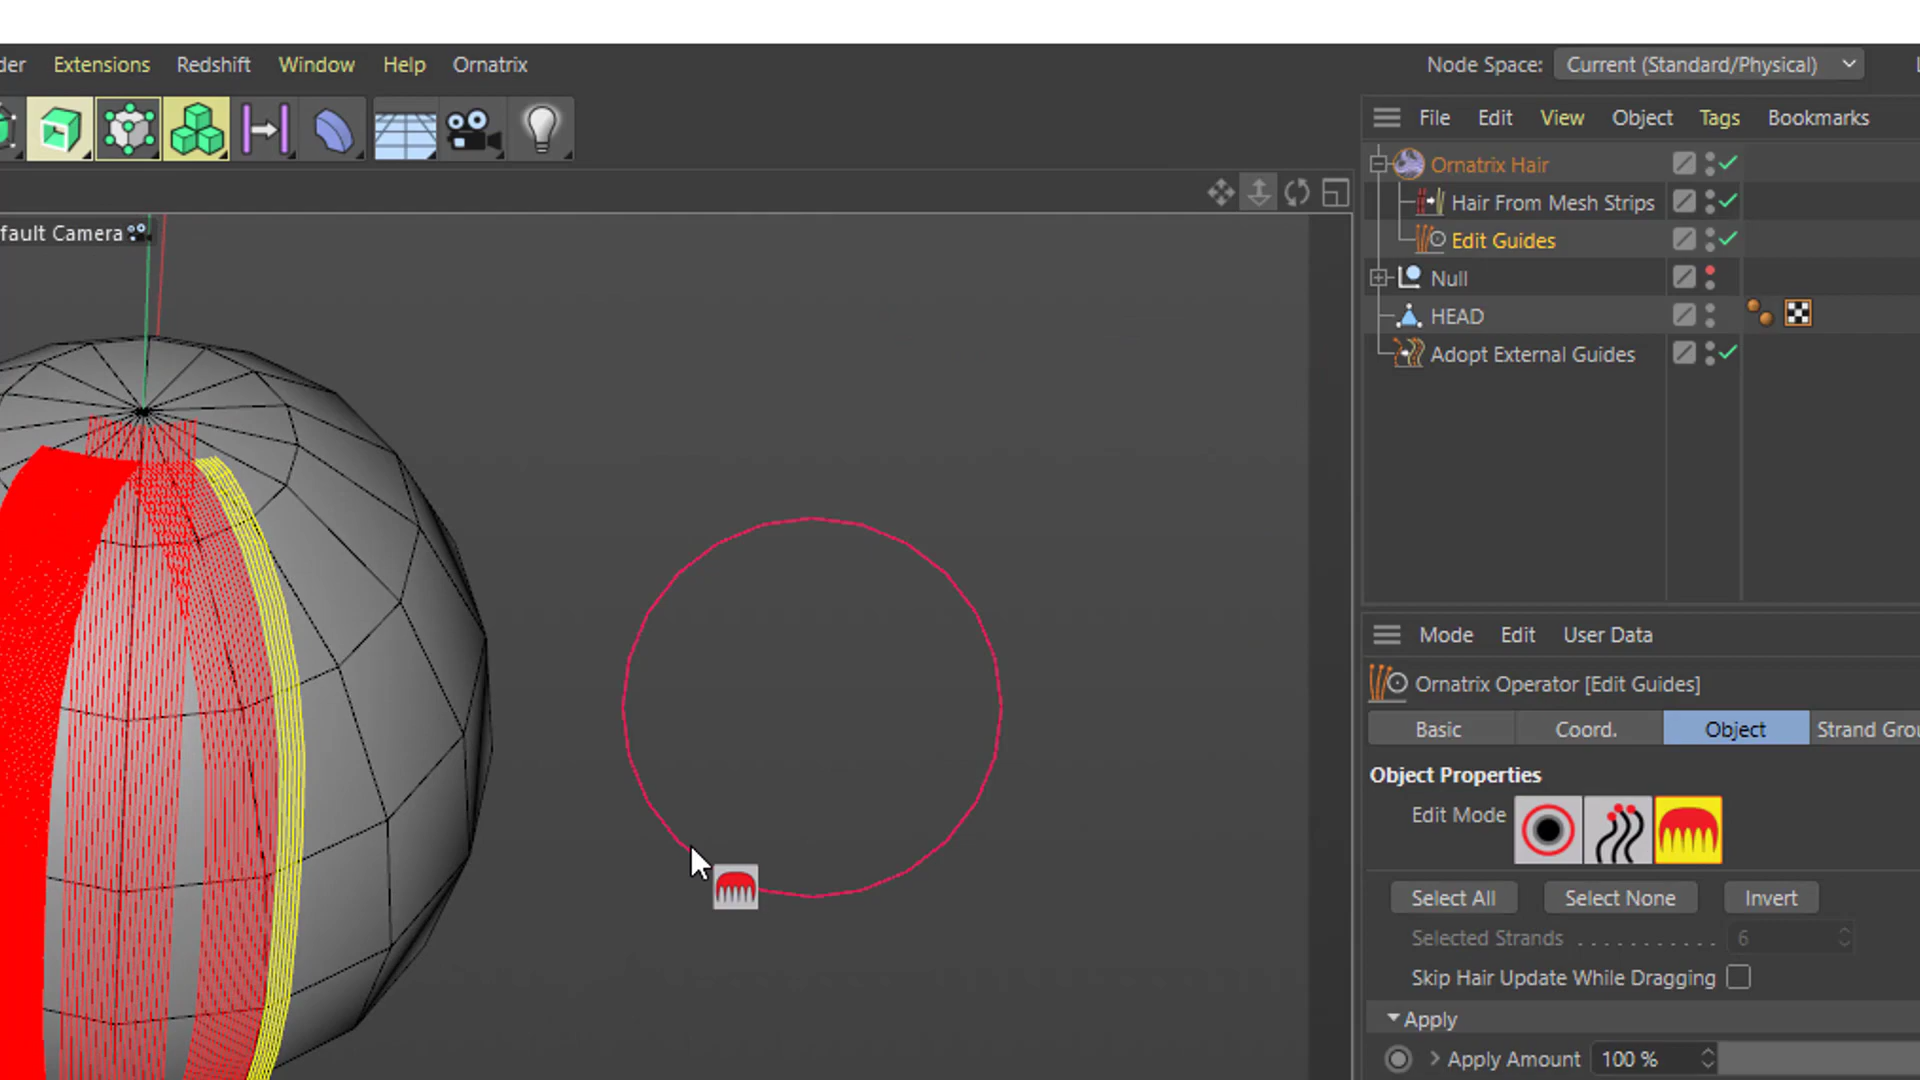 der Extensions Redshift Window Help Ornatrix
Node Space: Current (Standard/Physical)
File Edit View Object Tags Bookmarks
fault Camera
Ornatrix Hair
Hair From Mesh Strips
Edit Guides
Null
HEAD
Adopt External Guides
Mode Edit User Data
Ornatrix Operator [Edit Guides]
Basic Coord. Object Strand Grou
Object Properties
Edit Mode
Select All Select None Invert
Selected Strands . . . . . . . . . . . 6
Skip Hair Update While Dragging
Apply
Apply Amount 100 %